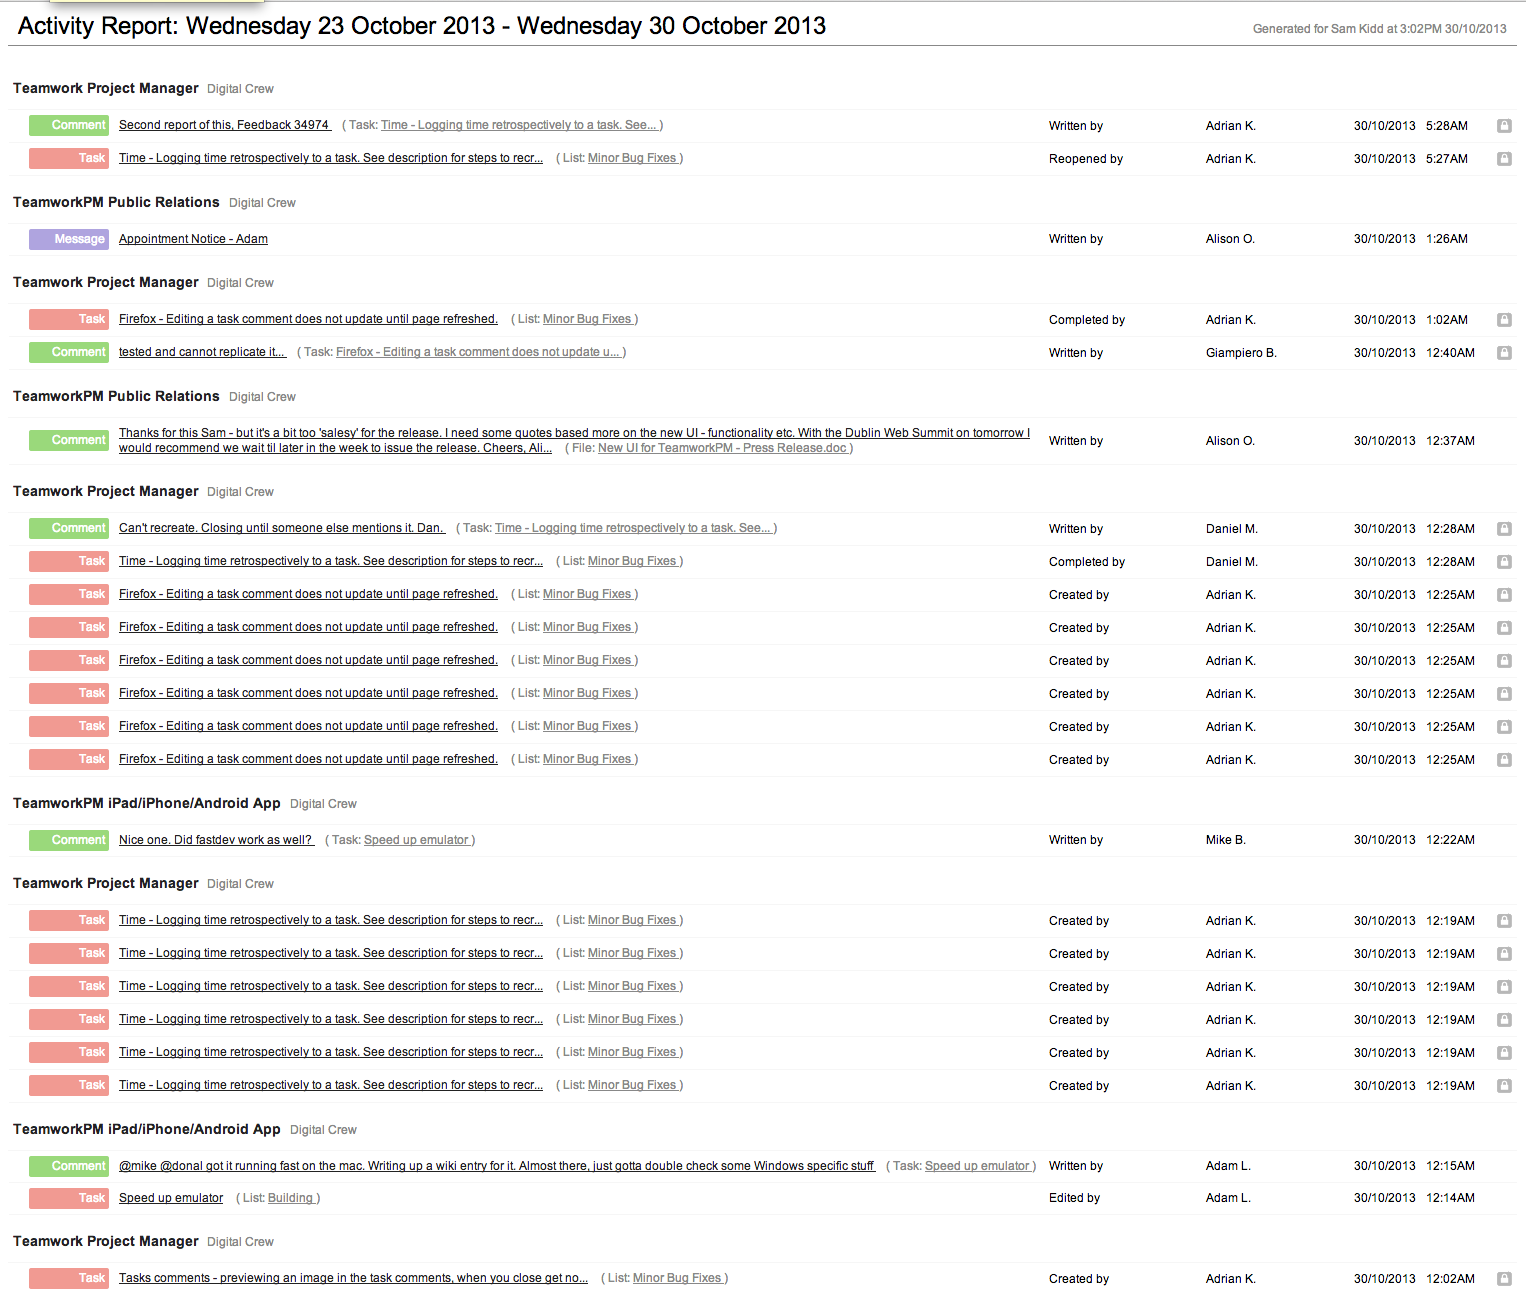 Activity Report: Wednesday 23 October 2013 - Wednesday 30 October 2013 Generated for Sam Kidd at 3:02PM 30/10/2013
Teamwork Project Manager Digital Crew
Comment Second report of this, Feedback 34974 ( Task: Time - Logging time retrospectively to a task. See... ) Written by Adrian K. 30/10/2013 5:28AM
Task Time - Logging time retrospectively to a task. See description for steps to recr... ( List: Minor Bug Fixes ) Reopened by Adrian K. 30/10/2013 5:27AM
TeamworkPM Public Relations Digital Crew
Message Appointment Notice - Adam Written by Alison O. 30/10/2013 1:26AM
Teamwork Project Manager Digital Crew
Task Firefox - Editing a task comment does not update until page refreshed. ( List: Minor Bug Fixes ) Completed by Adrian K. 30/10/2013 1:02AM
Comment tested and cannot replicate it... ( Task: Firefox - Editing a task comment does not update u... ) Written by Giampiero B. 30/10/2013 12:40AM
TeamworkPM Public Relations Digital Crew
Comment Thanks for this Sam - but it's a bit too 'salesy' for the release. I need some quotes based more on the new UI - functionality etc. With the Dublin Web Summit on tomorrow I
would recommend we wait til later in the week to issue the release. Cheers, Ali... ( File: New UI for TeamworkPM - Press Release.doc ) Written by Alison O. 30/10/2013 12:37AM
Teamwork Project Manager Digital Crew
Comment Can't recreate. Closing until someone else mentions it. Dan. ( Task: Time - Logging time retrospectively to a task. See... ) Written by Daniel M. 30/10/2013 12:28AM
Task Time - Logging time retrospectively to a task. See description for steps to recr... ( List: Minor Bug Fixes ) Completed by Daniel M. 30/10/2013 12:28AM
Task Firefox - Editing a task comment does not update until page refreshed. ( List: Minor Bug Fixes ) Created by Adrian K. 30/10/2013 12:25AM
Task Firefox - Editing a task comment does not update until page refreshed. ( List: Minor Bug Fixes ) Created by Adrian K. 30/10/2013 12:25AM
Task Firefox - Editing a task comment does not update until page refreshed. ( List: Minor Bug Fixes ) Created by Adrian K. 30/10/2013 12:25AM
Task Firefox - Editing a task comment does not update until page refreshed. ( List: Minor Bug Fixes ) Created by Adrian K. 30/10/2013 12:25AM
Task Firefox - Editing a task comment does not update until page refreshed. ( List: Minor Bug Fixes ) Created by Adrian K. 30/10/2013 12:25AM
Task Firefox - Editing a task comment does not update until page refreshed. ( List: Minor Bug Fixes ) Created by Adrian K. 30/10/2013 12:25AM
TeamworkPM iPad/iPhone/Android App Digital Crew
Comment Nice one. Did fastdev work as well? ( Task: Speed up emulator ) Written by Mike B. 30/10/2013 12:22AM
Teamwork Project Manager Digital Crew
Task Time - Logging time retrospectively to a task. See description for steps to recr... ( List: Minor Bug Fixes ) Created by Adrian K. 30/10/2013 12:19AM
Task Time - Logging time retrospectively to a task. See description for steps to recr... ( List: Minor Bug Fixes ) Created by Adrian K. 30/10/2013 12:19AM
Task Time - Logging time retrospectively to a task. See description for steps to recr... ( List: Minor Bug Fixes ) Created by Adrian K. 30/10/2013 12:19AM
Task Time - Logging time retrospectively to a task. See description for steps to recr... ( List: Minor Bug Fixes ) Created by Adrian K. 30/10/2013 12:19AM
Task Time - Logging time retrospectively to a task. See description for steps to recr... ( List: Minor Bug Fixes ) Created by Adrian K. 30/10/2013 12:19AM
Task Time - Logging time retrospectively to a task. See description for steps to recr... ( List: Minor Bug Fixes ) Created by Adrian K. 30/10/2013 12:19AM
TeamworkPM iPad/iPhone/Android App Digital Crew
Comment @mike @donal got it running fast on the mac. Writing up a wiki entry for it. Almost there, just gotta double check some Windows specific stuff ( Task: Speed up emulator ) Written by Adam L. 30/10/2013 12:15AM
Task Speed up emulator ( List: Building ) Edited by Adam L. 30/10/2013 12:14AM
Teamwork Project Manager Digital Crew
Task Tasks comments - previewing an image in the task comments, when you close get no... ( List: Minor Bug Fixes ) Created by Adrian K. 30/10/2013 12:02AM